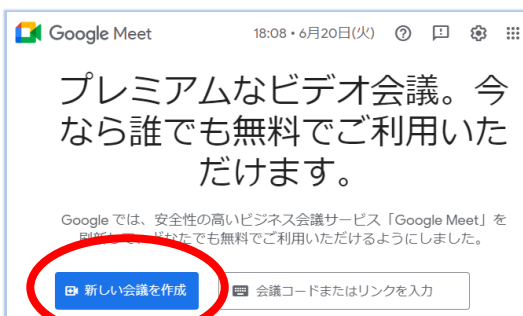 Google Meet 18:08・6月20日(火)
プレミアムなビデオ会議。今
なら誰でも無料でご利用いた
だけます。
Google では、安全性の高いビジネス会議サービス「Google Meet」を
どなたでも無料でご利用いただけるようにしました。
新しい会議を作成 会議コードまたはリンクを入力